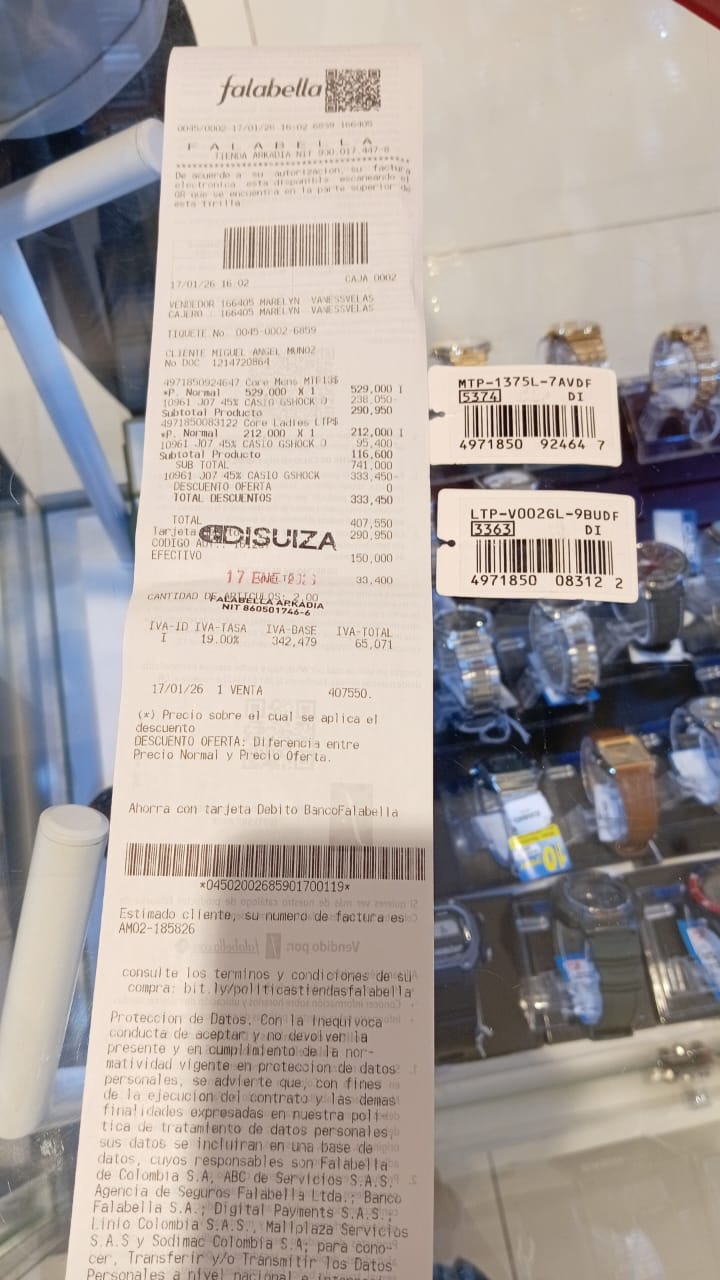 falabella
0045/0002 17/01/26 16:02 6859 166405
F A L A B E L L A
TIENDA ARKADIA NIT 900.017.447-8
De acuerdo a su autorizacion, su factura
electronica esta disponible escaneando el
QR que se encuentra en la parte superior de
esta tirilla
17/01/26 16:02 CAJA 0002
VENDEDOR 166405 MARELYN VANESSVELAS
CAJERO : 166405 MARELYN VANESSVELAS
TIQUETE No. 0045-0002-6859
CLIENTE MIGUEL ANGEL MUNOZ
No DOC 1214720864
4971850924647 Core Mens MTP13$
*P. Normal 529.000 X 1 529,000 I
10961 J07 45% CASIO GSHOCK O 238,050-
Subtotal Producto 290,950
4971850083122 Core Ladies LTP$
*P. Normal 212.000 X 1 212,000 I
10961 J07 45% CASIO GSHOCK O 95,400-
Subtotal Producto 116,600
SUB TOTAL 741,000
10961 J07 45% CASIO GSHOCK 333,450-
DESCUENTO OFERTA 0
TOTAL DESCUENTOS 333,450
TOTAL 407,550
Tarjeta 290,950
CODIGO
EFECTIVO 150,000
33,400
DISUIZA
17 ENE
FALABELLA ARKADIA
NIT 860501746-6
CANTIDAD DE ARTICULOS: 2.00
IVA-ID IVA-TASA IVA-BASE IVA-TOTAL
I 19.00% 342,479 65,071
17/01/26 1 VENTA 407550.
(*) Precio sobre el cual se aplica el
descuento
DESCUENTO OFERTA: Diferencia entre
Precio Normal y Precio Oferta.
Ahorra con tarjeta Debito BancoFalabella
*04502002685901700119*
Estimado cliente, su numero de factura es
AM02-185826
consulte los terminos y condiciones de su
compra: bit.ly/politicastiendasfalabella
Proteccion de Datos. Con la inequivoca
conducta de aceptar y no devolver la
presente y en cumplimiento de la nor-
matividad vigente en proteccion de datos
personales, se advierte que, con fines
de la ejecucion del contrato y las demas
finalidades expresadas en nuestra poli-
tica de tratamiento de datos personales,
sus datos se incluiran en una base de
datos, cuyos responsables son Falabella
de Colombia S.A, ABC de Servicios S.A.S.
Agencia de Seguros Falabella Ltda.; Banco
Falabella S.A.; Digital Payments S.A.S.;
Linio Colombia S.A.S., Mallplaza Servicios
S.A.S y Sodimac Colombia S.A; para cono-
cer, Transferir y/o Transmitir los Datos
Personales a nivel nacional e
MTP-1375L-7AVDF
5374 DI
4971850 92464 7
LTP-V002GL-9BUDF
3363 DI
4971850 08312 2